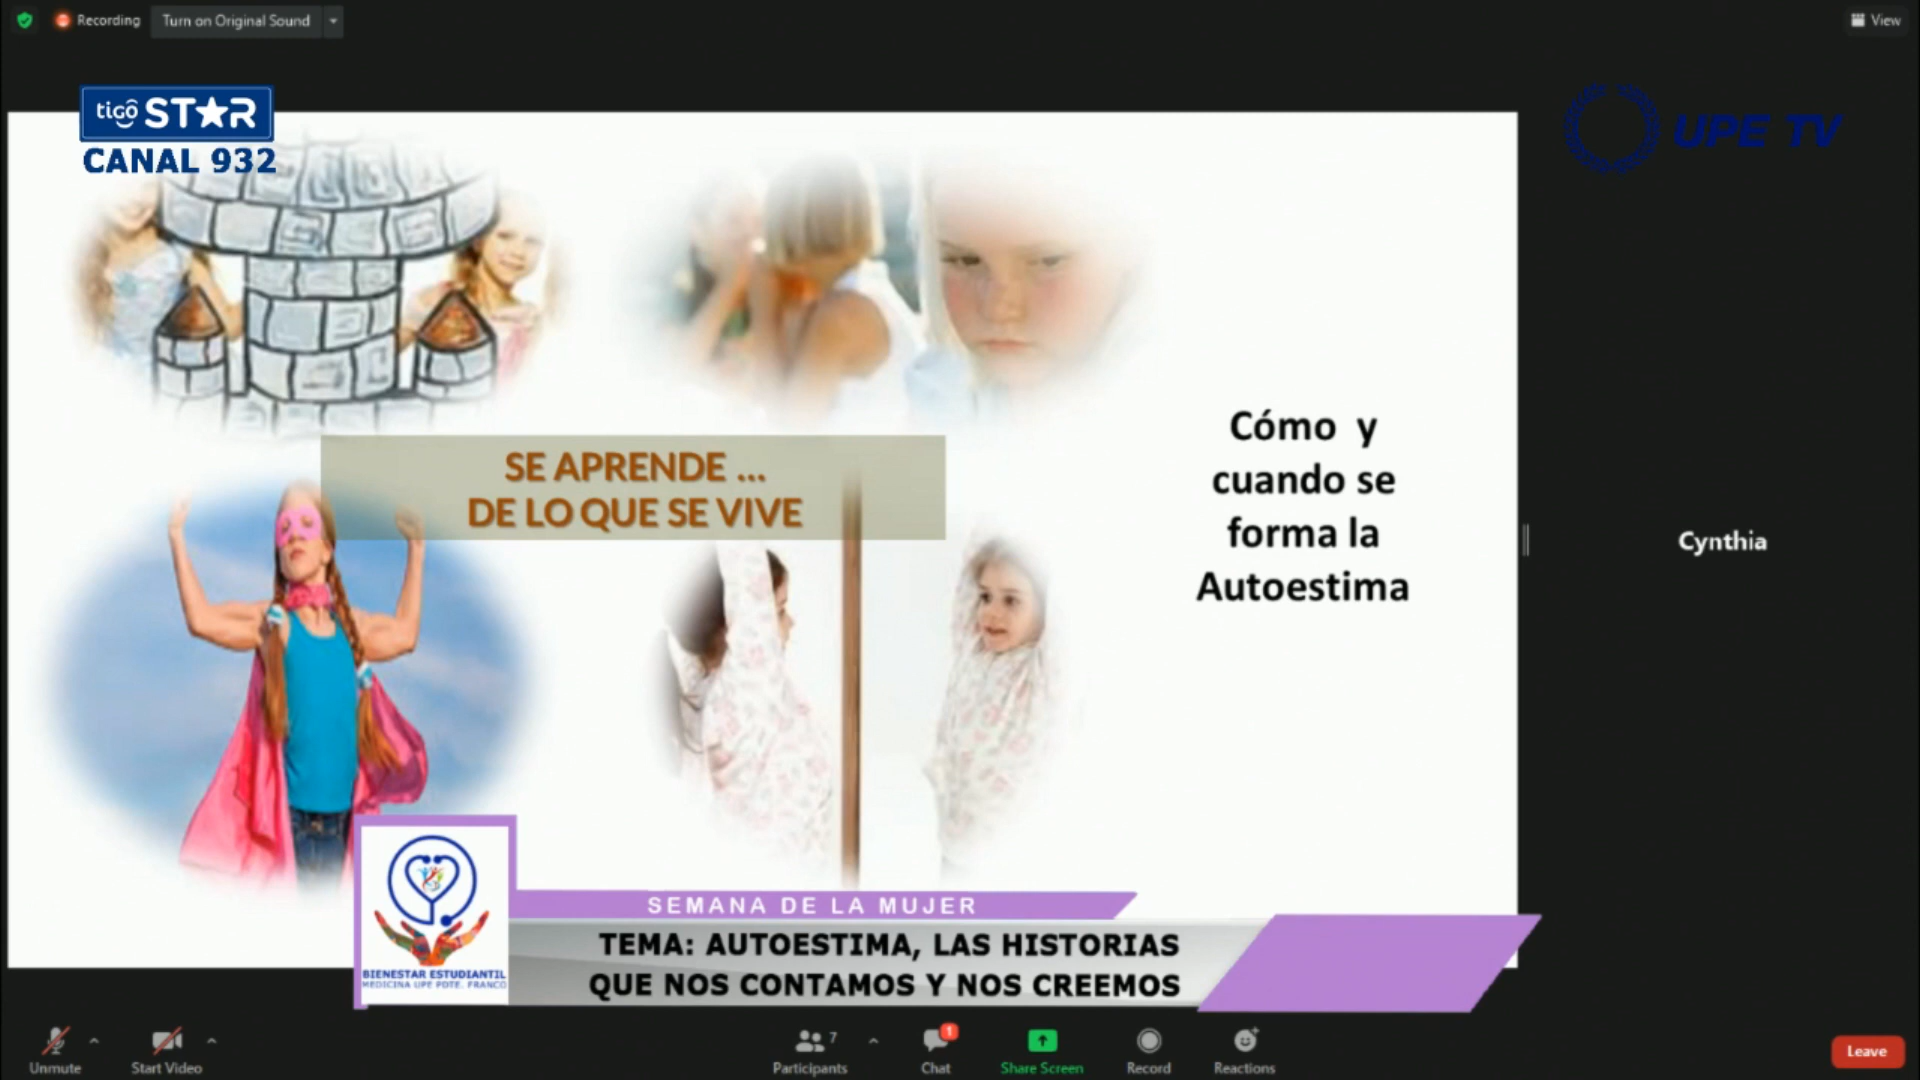 Recording
Turn on Original Sound
View
tigo STAR
CANAL 932
UPE TV
SE APRENDE ...
DE LO QUE SE VIVE
Cómo y
cuando se
forma la
Autoestima
Cynthia
BIENESTAR ESTUDIANTIL
MEDICINA UPE PDTE. FRANCO
SEMANA DE LA MUJER
TEMA: AUTOESTIMA, LAS HISTORIAS
QUE NOS CONTAMOS Y NOS CREEMOS
Unmute
Start Video
7
Participants
1
Chat
Share Screen
Record
Reactions
Leave